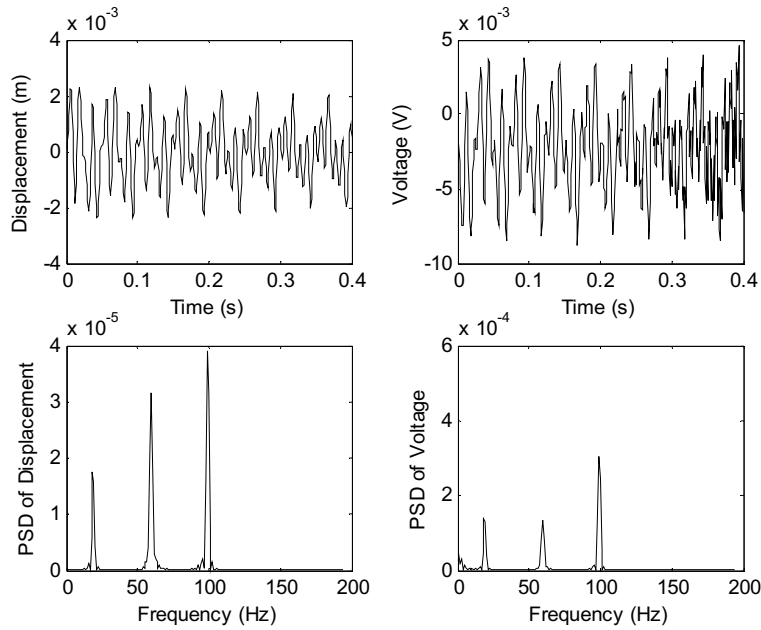 x 10^-3
4
2
0
-2
-4
Displacement (m)
0 0.1 0.2 0.3 0.4
Time (s)
x 10^-3
5
0
-5
-10
Voltage (V)
0 0.1 0.2 0.3 0.4
Time (s)
x 10^-5
4
3
2
1
0
PSD of Displacement
0 50 100 150 200
Frequency (Hz)
x 10^-4
6
4
2
0
PSD of Voltage
0 50 100 150 200
Frequency (Hz)